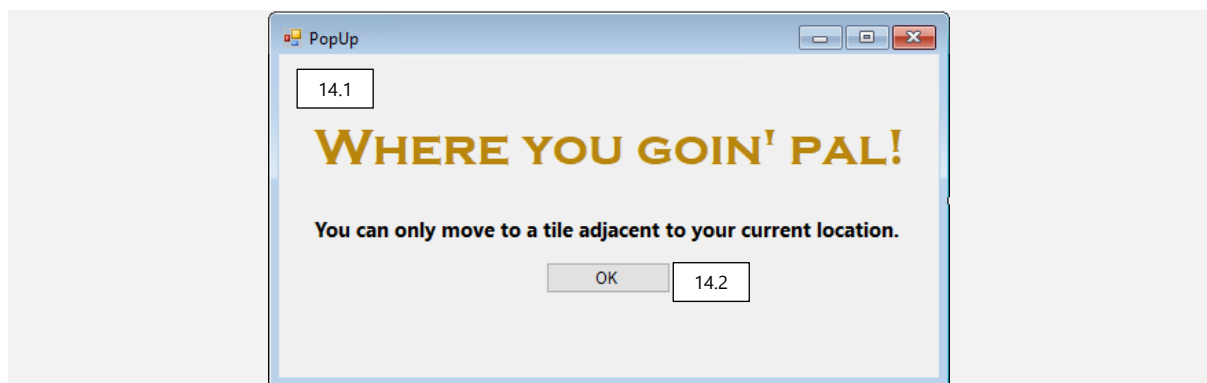 PopUp
14.1
WHERE YOU GOIN' PAL!
You can only move to a tile adjacent to your current location.
OK
14.2